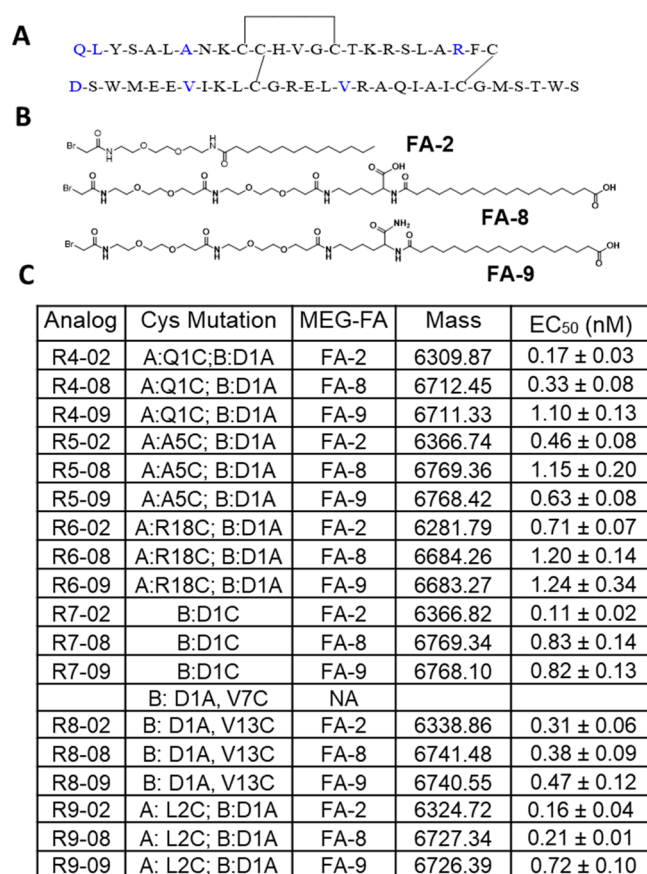 A
Q-L-Y-S-A-L-A-N-K-C-C-H-V-G-C-T-K-R-S-L-A-R-F-C
D-S-W-M-E-E-V-I-K-L-C-G-R-E-L-V-R-A-Q-I-A-I-C-G-M-S-T-W-S
B
Br O N H O O H N O FA-2
Br O N H O O O N H O O O N H O OH N H O O OH
FA-8
Br O N H O O O N H O O O N H O NH2 N H O O OH
FA-9
C
Analog Cys Mutation MEG-FA Mass EC50 (nM)
R4-02 A:Q1C;B:D1A FA-2 6309.87 0.17 ± 0.03
R4-08 A:Q1C; B:D1A FA-8 6712.45 0.33 ± 0.08
R4-09 A:Q1C; B:D1A FA-9 6711.33 1.10 ± 0.13
R5-02 A:A5C; B:D1A FA-2 6366.74 0.46 ± 0.08
R5-08 A:A5C; B:D1A FA-8 6769.36 1.15 ± 0.20
R5-09 A:A5C; B:D1A FA-9 6768.42 0.63 ± 0.08
R6-02 A:R18C; B:D1A FA-2 6281.79 0.71 ± 0.07
R6-08 A:R18C; B:D1A FA-8 6684.26 1.20 ± 0.14
R6-09 A:R18C; B:D1A FA-9 6683.27 1.24 ± 0.34
R7-02 B:D1C FA-2 6366.82 0.11 ± 0.02
R7-08 B:D1C FA-8 6769.34 0.83 ± 0.14
R7-09 B:D1C FA-9 6768.10 0.82 ± 0.13
B: D1A, V7C NA
R8-02 B: D1A, V13C FA-2 6338.86 0.31 ± 0.06
R8-08 B: D1A, V13C FA-8 6741.48 0.38 ± 0.09
R8-09 B: D1A, V13C FA-9 6740.55 0.47 ± 0.12
R9-02 A: L2C; B:D1A FA-2 6324.72 0.16 ± 0.04
R9-08 A: L2C; B:D1A FA-8 6727.34 0.21 ± 0.01
R9-09 A: L2C; B:D1A FA-9 6726.39 0.72 ± 0.10